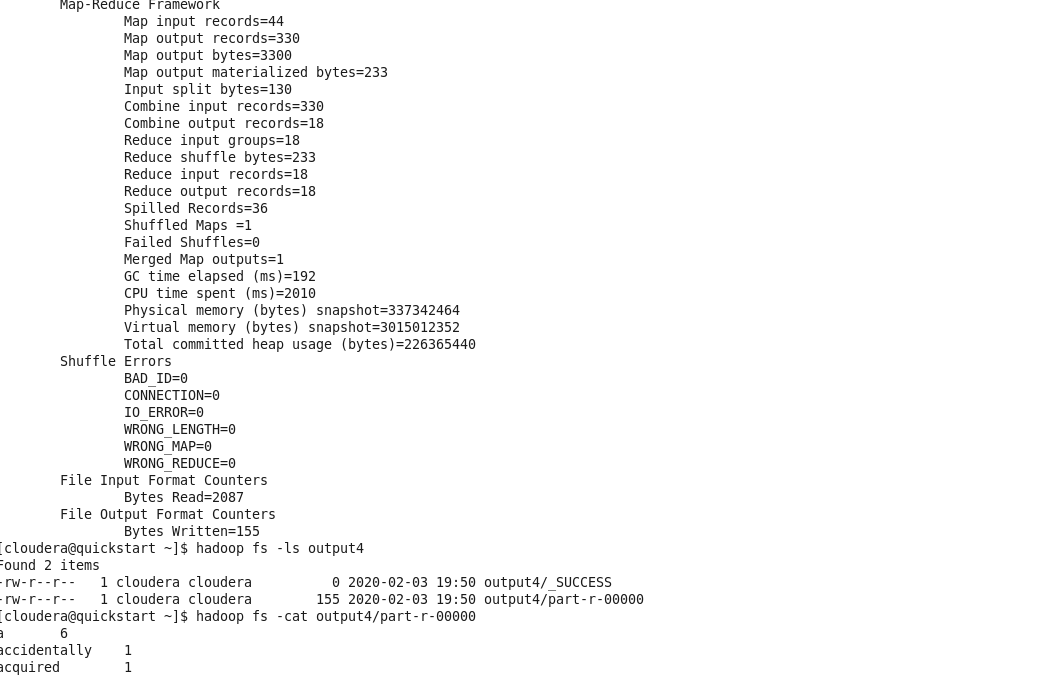 Map-Reduce Framework
Map input records=44
Map output records=330
Map output bytes=3300
Map output materialized bytes=233
Input split bytes=130
Combine input records=330
Combine output records=18
Reduce input groups=18
Reduce shuffle bytes=233
Reduce input records=18
Reduce output records=18
Spilled Records=36
Shuffled Maps =1
Failed Shuffles=0
Merged Map outputs=1
GC time elapsed (ms)=192
CPU time spent (ms)=2010
Physical memory (bytes) snapshot=337342464
Virtual memory (bytes) snapshot=3015012352
Total committed heap usage (bytes)=226365440
Shuffle Errors
BAD_ID=0
CONNECTION=0
IO_ERROR=0
WRONG_LENGTH=0
WRONG_MAP=0
WRONG_REDUCE=0
File Input Format Counters
Bytes Read=2087
File Output Format Counters
Bytes Written=155
[cloudera@quickstart ~]$ hadoop fs -ls output4
Found 2 items
-rw-r--r--   1 cloudera cloudera          0 2020-02-03 19:50 output4/_SUCCESS
-rw-r--r--   1 cloudera cloudera        155 2020-02-03 19:50 output4/part-r-00000
[cloudera@quickstart ~]$ hadoop fs -cat output4/part-r-00000
a       6
accidentally    1
acquired        1